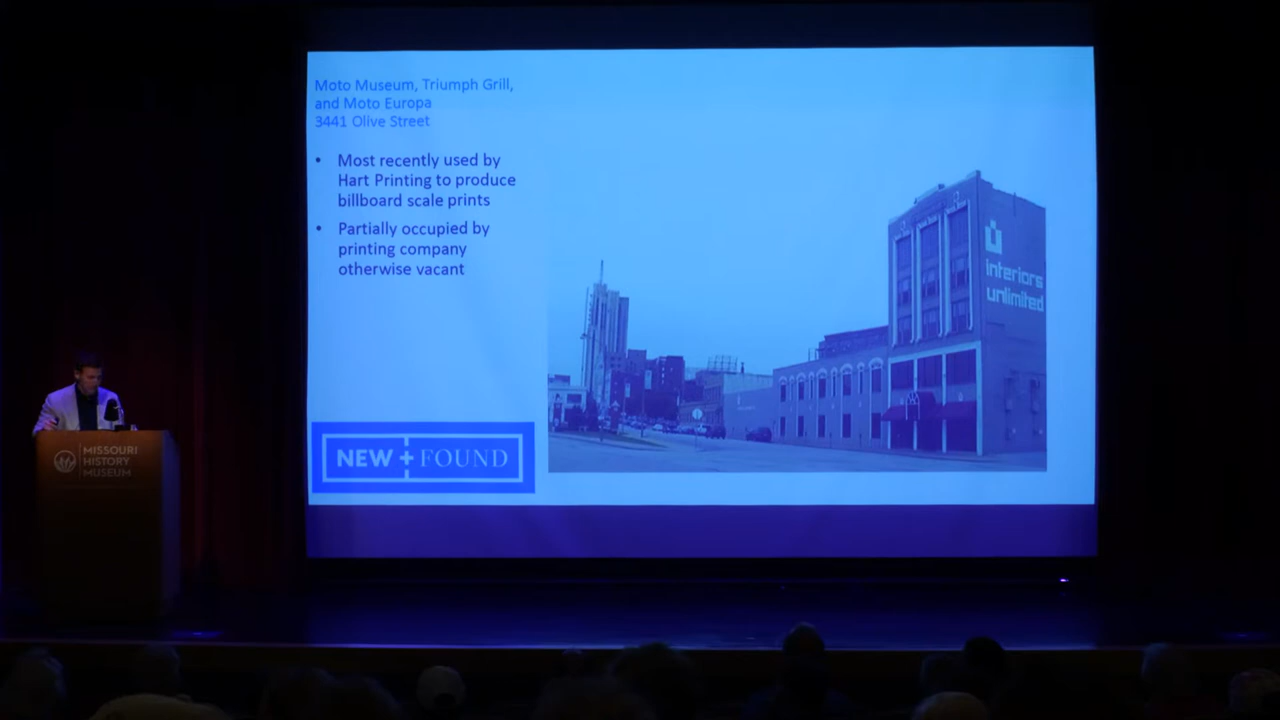 Moto Museum, Triumph Grill,
and Moto Europa
3441 Olive Street
• Most recently used by
Hart Printing to produce
billboard scale prints
• Partially occupied by
printing company
otherwise vacant
interiors
unlimited
NEW + FOUND
MISSOURI
HISTORY
MUSEUM